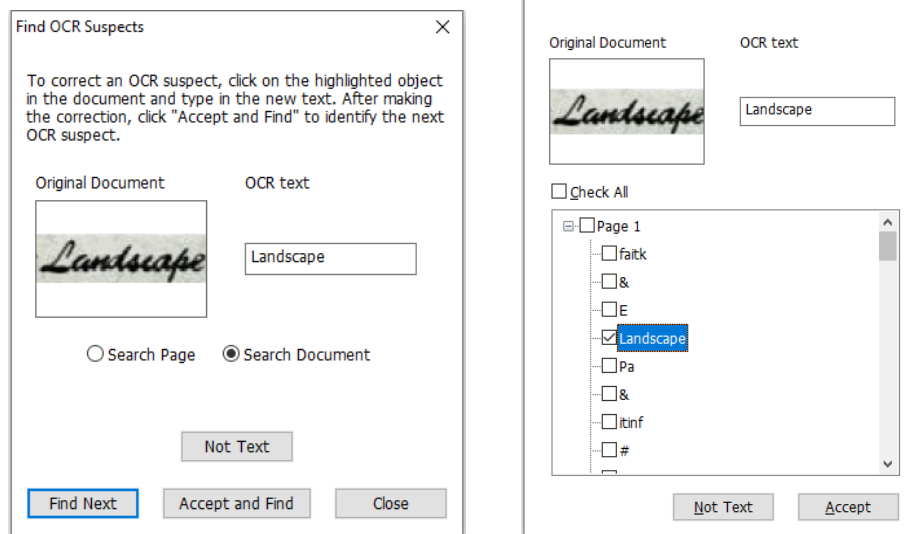 Find OCR Suspects
To correct an OCR suspect, click on the highlighted object
in the document and type in the new text. After making
the correction, click "Accept and Find" to identify the next
OCR suspect.
Original Document OCR text
Landscape
Landscape
Search Page Search Document
Not Text
Find Next Accept and Find Close
Original Document OCR text
Landscape
Landscape
Check All
Page 1
faitk
&
E
Landscape
Pa
&
itinf
#
Not Text Accept